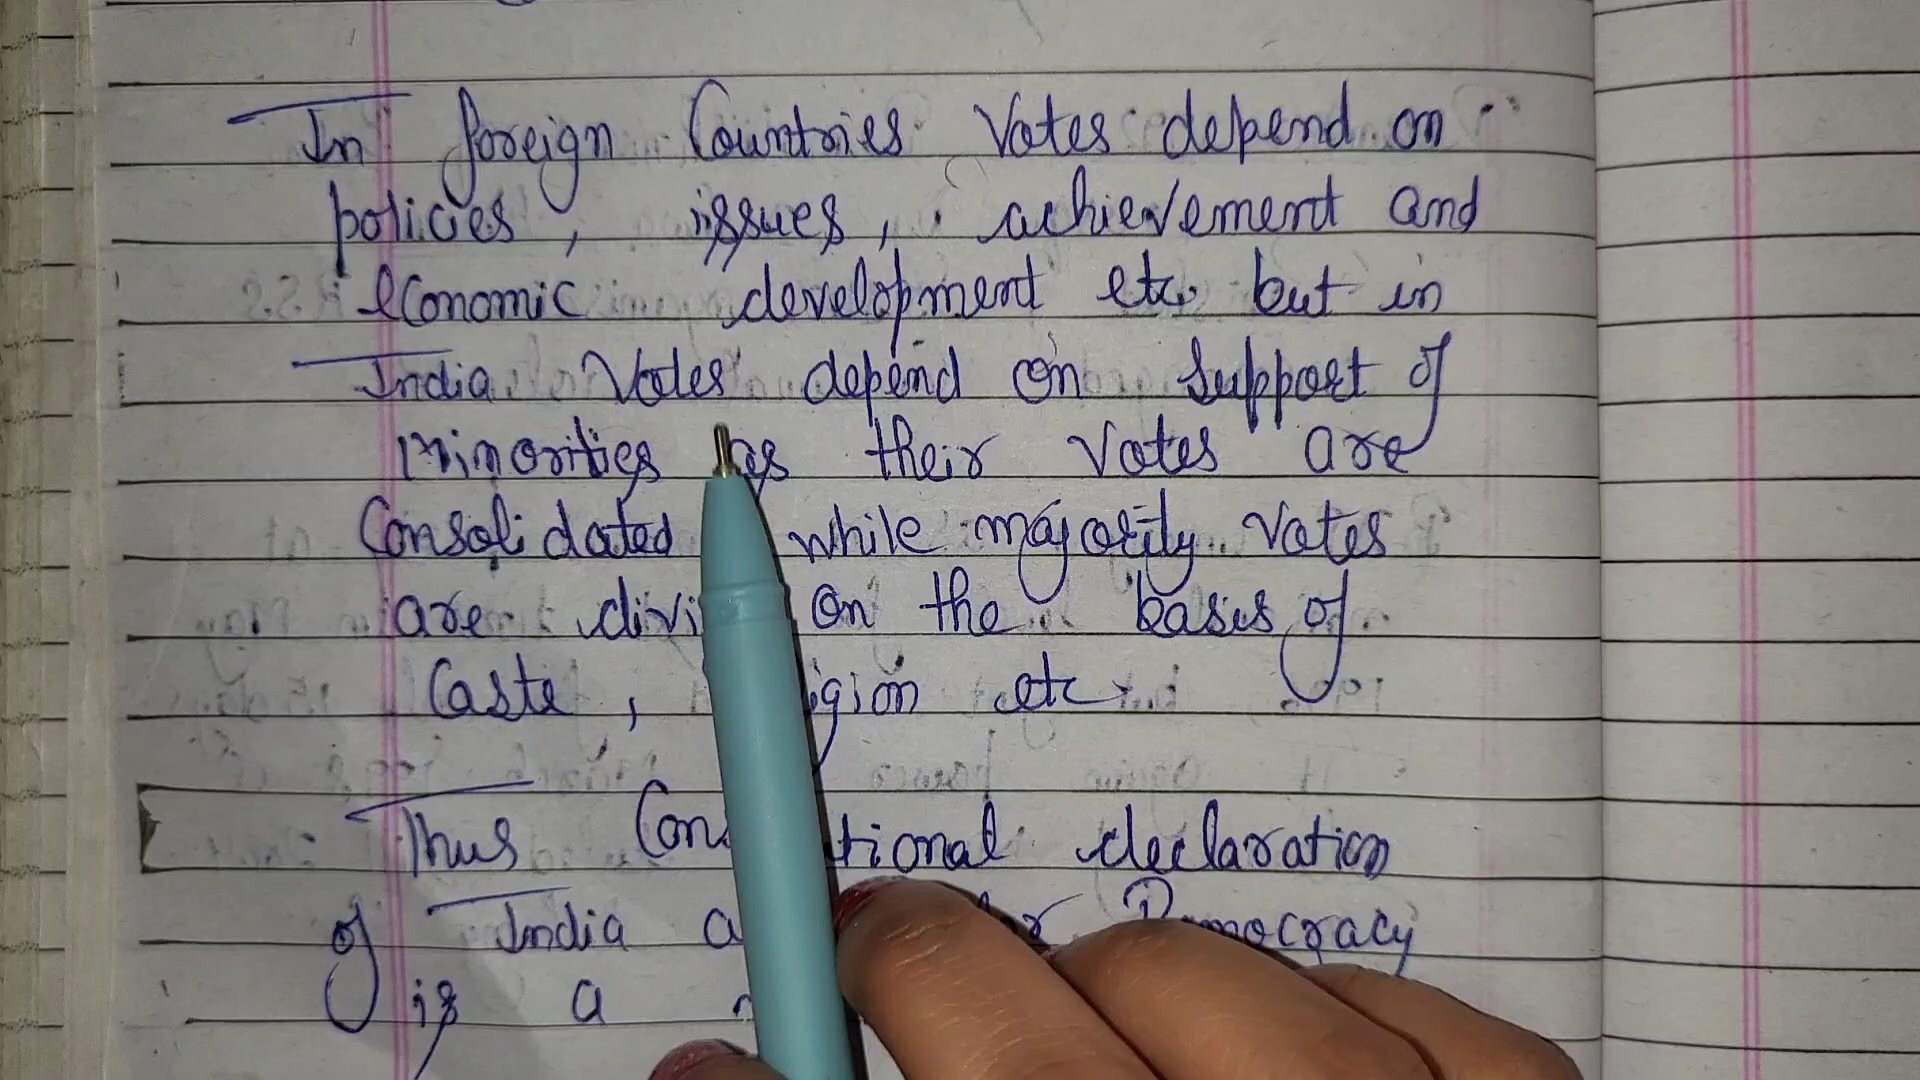 In foreign Countries Votes depend on
policies, issues, achievement and
economic development etc. but in
India Votes depend on Support of
minorities as their Votes are
Consolidated while majority Votes
are on the basis of
Caste, etc.
Thus declaration
of India Democracy
is a